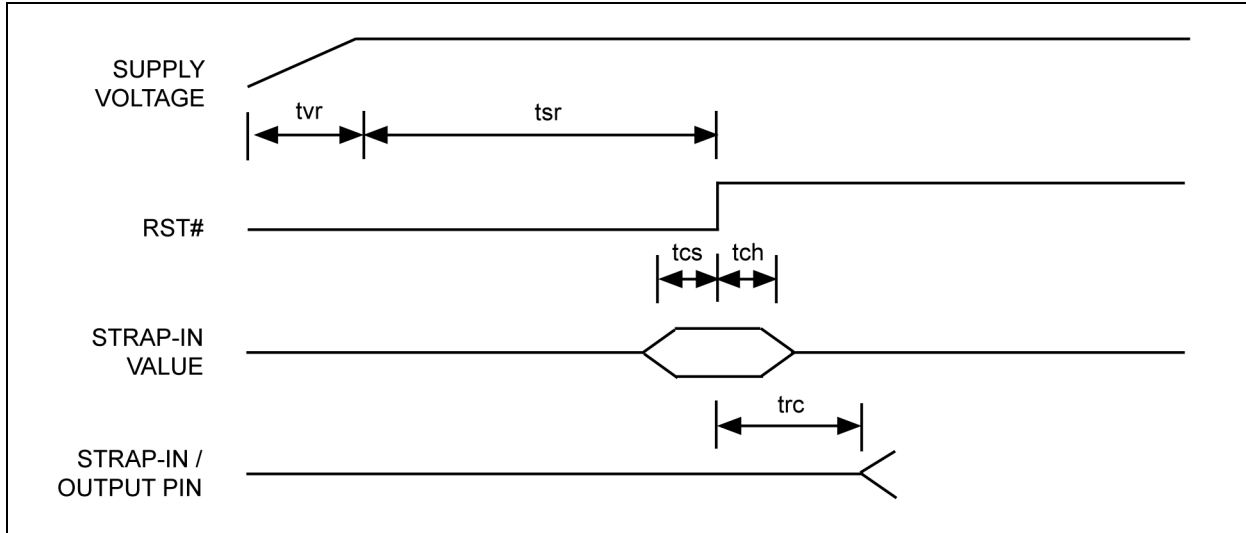 SUPPLY
VOLTAGE
tvr
tsr
RST#
tcs
tch
STRAP-IN
VALUE
trc
STRAP-IN /
OUTPUT PIN